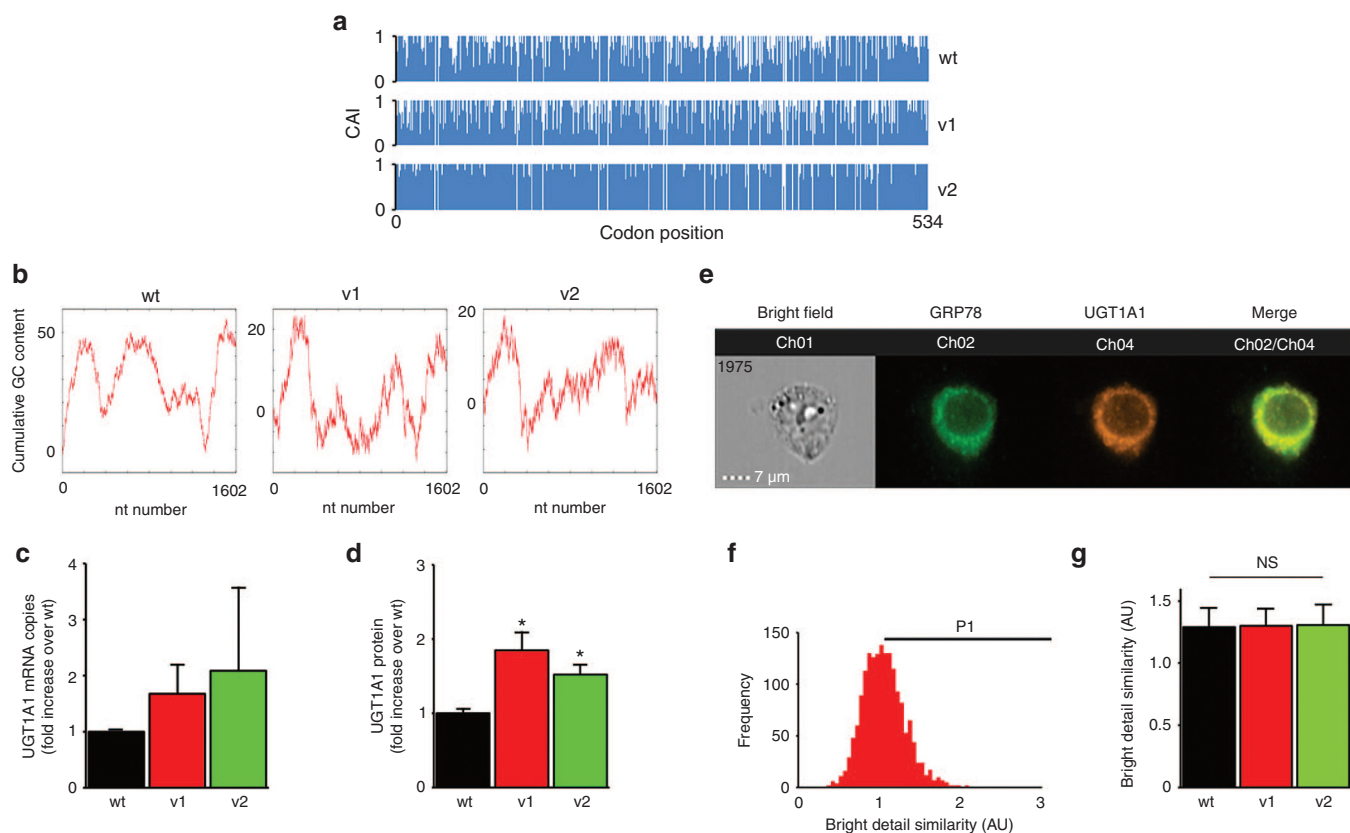 a
1
0
wt
1
0
v1
1
0
v2
CAI
0
534
Codon position
b
wt
v1
v2
Cumulative GC content
50
0
20
0
20
0
0
1602
0
1602
0
1602
nt number
nt number
nt number
e
Bright field
GRP78
UGT1A1
Merge
Ch01
Ch02
Ch04
Ch02/Ch04
1975
7 µm
c
UGT1A1 mRNA copies
(fold increase over wt)
4
3
2
1
0
wt
v1
v2
d
UGT1A1 protein
(fold increase over wt)
3
2
1
0
*
*
wt
v1
v2
f
Frequency
150
100
50
0
P1
0
1
2
3
Bright detail similarity (AU)
g
Bright detail similarity (AU)
NS
1.5
1.0
0.5
0
wt
v1
v2